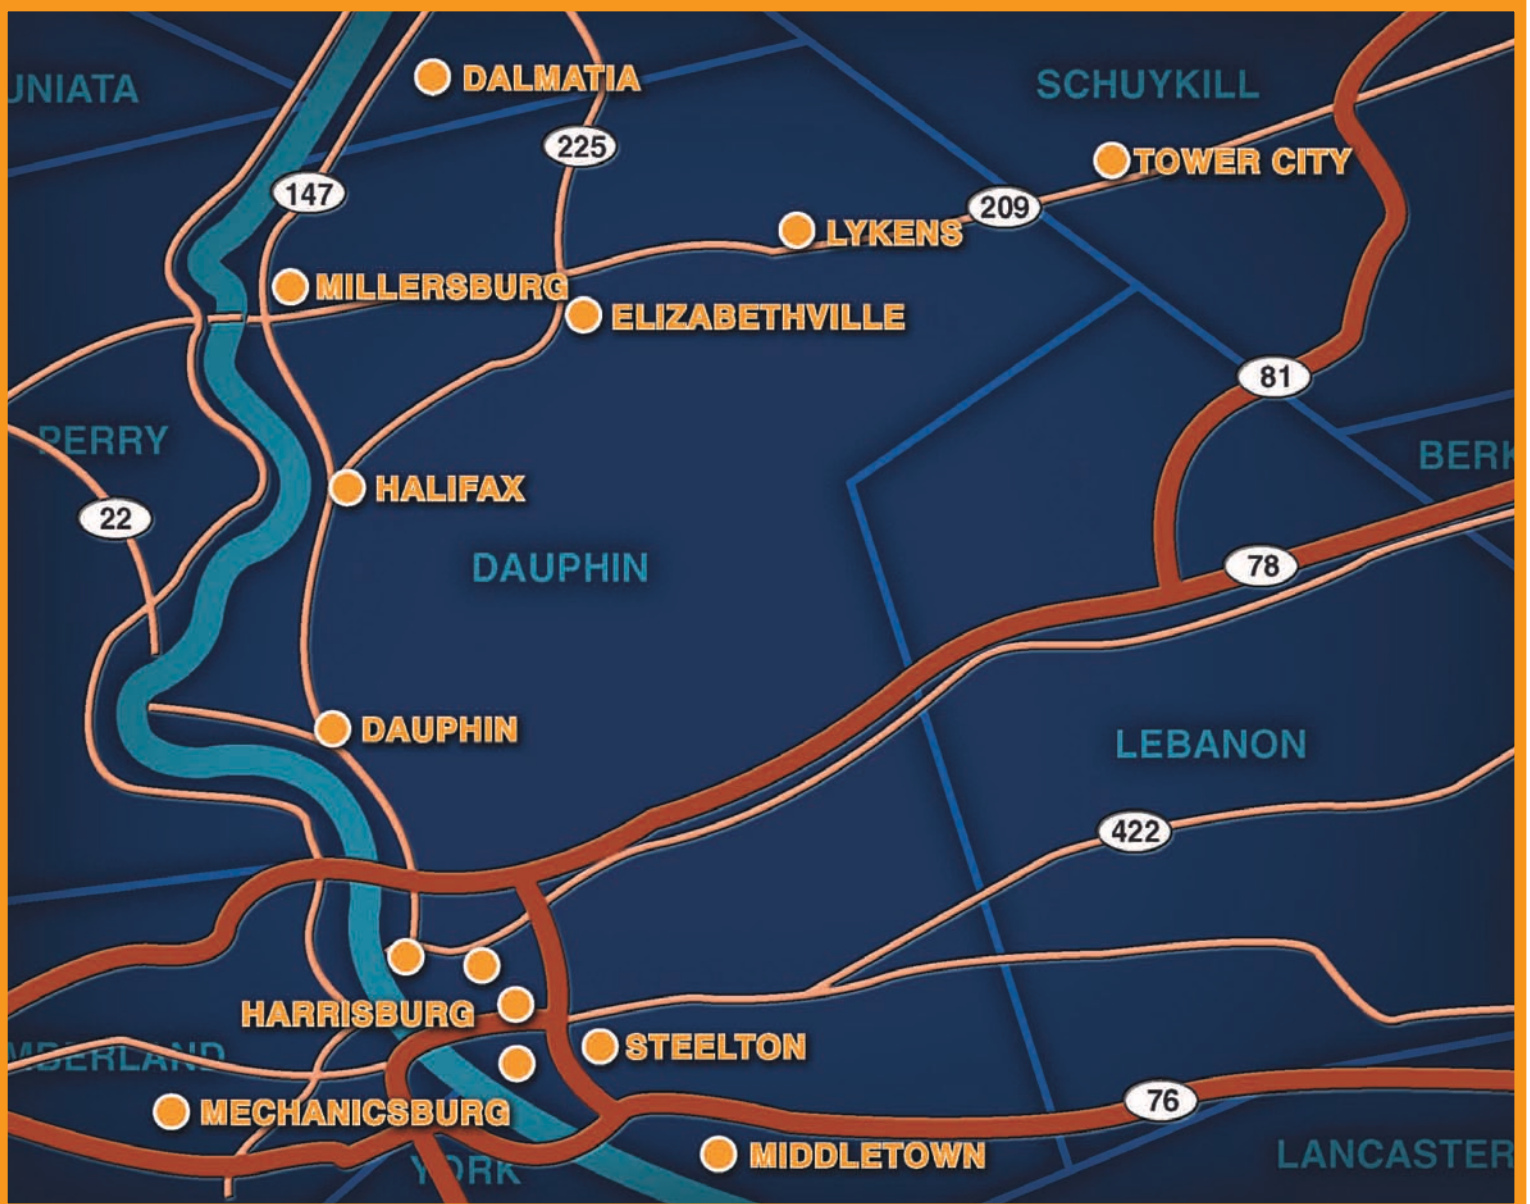 DALMATIA
UNIATA
SCHUYKILL
225
TOWER CITY
147
209
LYKENS
MILLERSBURG
ELIZABETHVILLE
81
PERRY
BERK
HALIFAX
22
DAUPHIN
78
DAUPHIN
LEBANON
422
HARRISBURG
STEELTON
MBERLAND
76
MECHANICSBURG
MIDDLETOWN
LANCASTER
YORK